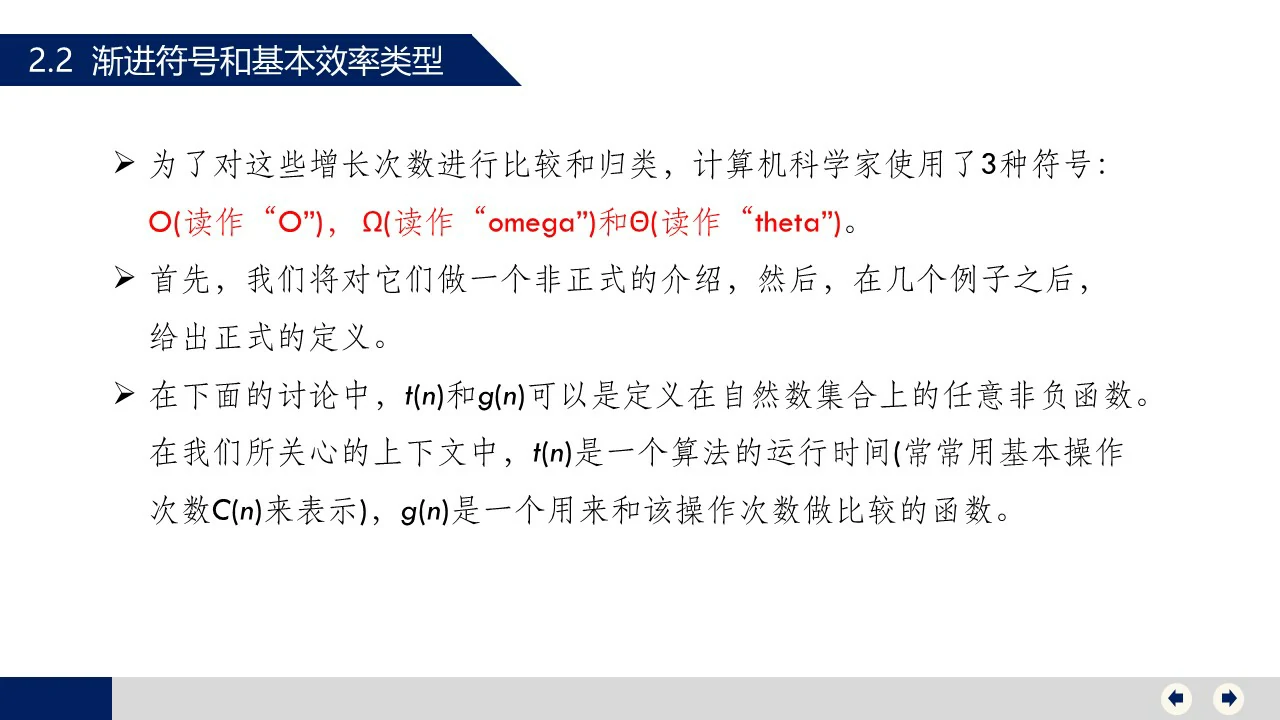 2.2 渐进符号和基本效率类型
为了对这些增长次数进行比较和归类，计算机科学家使用了3种符号：
O(读作“O”)， Ω(读作“omega”)和Θ(读作“theta”)。
首先，我们将对它们做一个非正式的介绍，然后，在几个例子之后，
给出正式的定义。
在下面的讨论中，t(n)和g(n)可以是定义在自然数集合上的任意非负函数。
在我们所关心的上下文中，t(n)是一个算法的运行时间(常常用基本操作
次数C(n)来表示)，g(n)是一个用来和该操作次数做比较的函数。